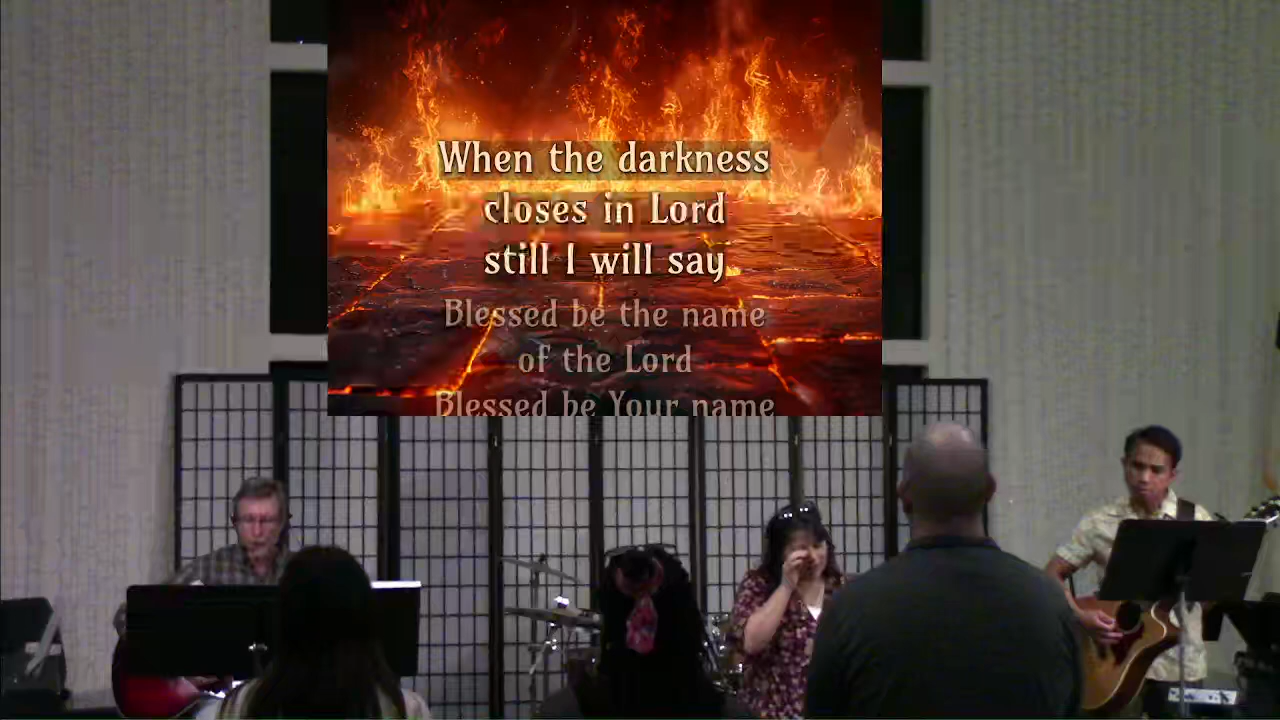 When the darkness
closes in Lord
still I will say
Blessed be the name
of the Lord
Blessed be Your name